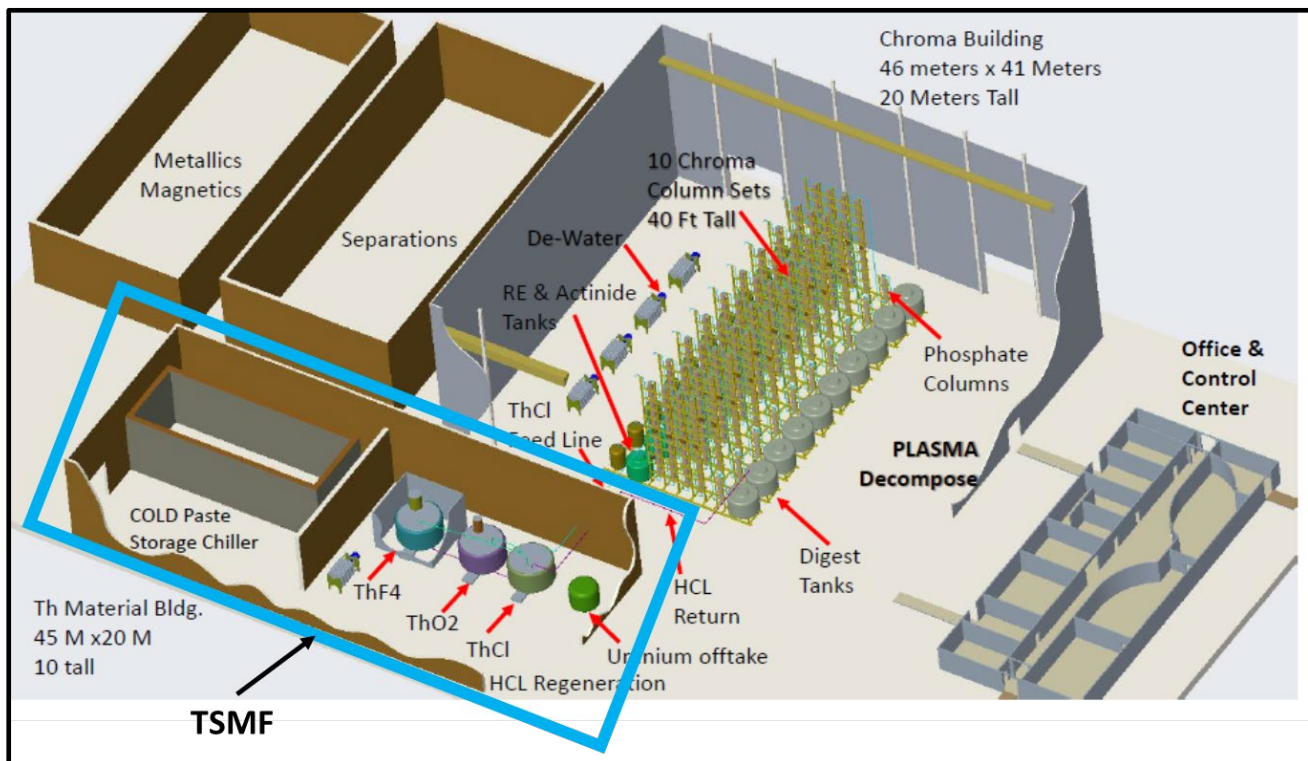 Chroma Building
46 meters x 41 Meters
20 Meters Tall
Metallics
Magnetics
Separations
10 Chroma
Column Sets
40 Ft Tall
De-Water
RE & Actinide
Tanks
Phosphate
Columns
Office &
Control
Center
ThCl
Feed Line
PLASMA
Decompose
COLD Paste
Storage Chiller
Digest
Tanks
HCL
Return
ThF4
ThO2
ThCl
Uranium offtake
HCL Regeneration
Th Material Bldg.
45 M x20 M
10 tall
TSMF